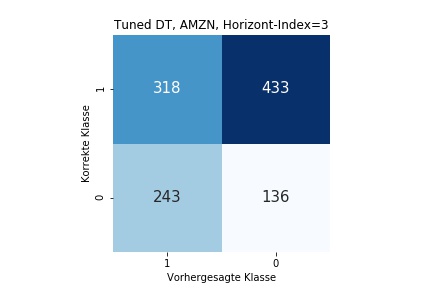 Tuned DT, AMZN, Horizont-Index=3
Korrekte Klasse
1
318
433
0
243
136
1
0
Vorhergesagte Klasse